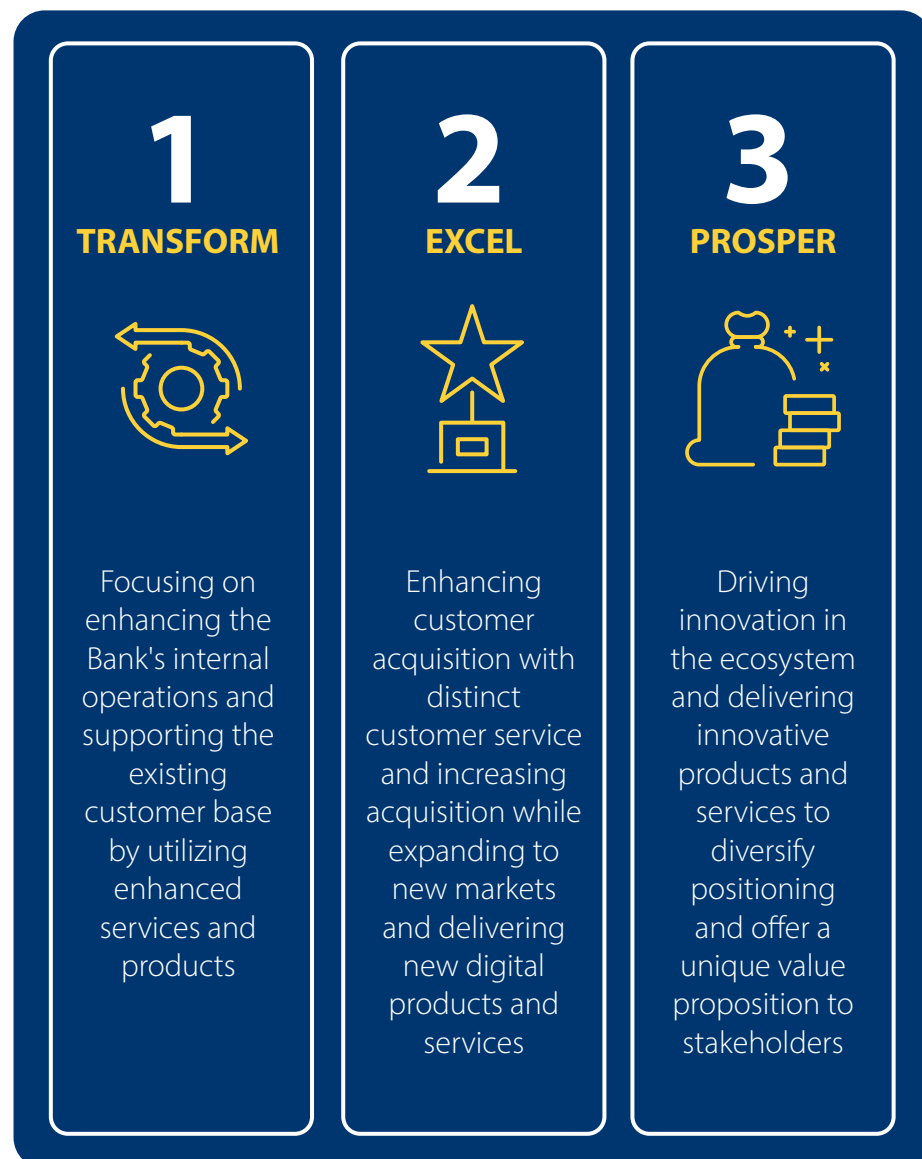 1
TRANSFORM
Focusing on
enhancing the
Bank's internal
operations and
supporting the
existing
customer base
by utilizing
enhanced
services and
products
2
EXCEL
Enhancing
customer
acquisition with
distinct
customer service
and increasing
acquisition while
expanding to
new markets
and delivering
new digital
products and
services
3
PROSPER
Driving
innovation in
the ecosystem
and delivering
innovative
products and
services to
diversify
positioning
and offer a
unique value
proposition to
stakeholders